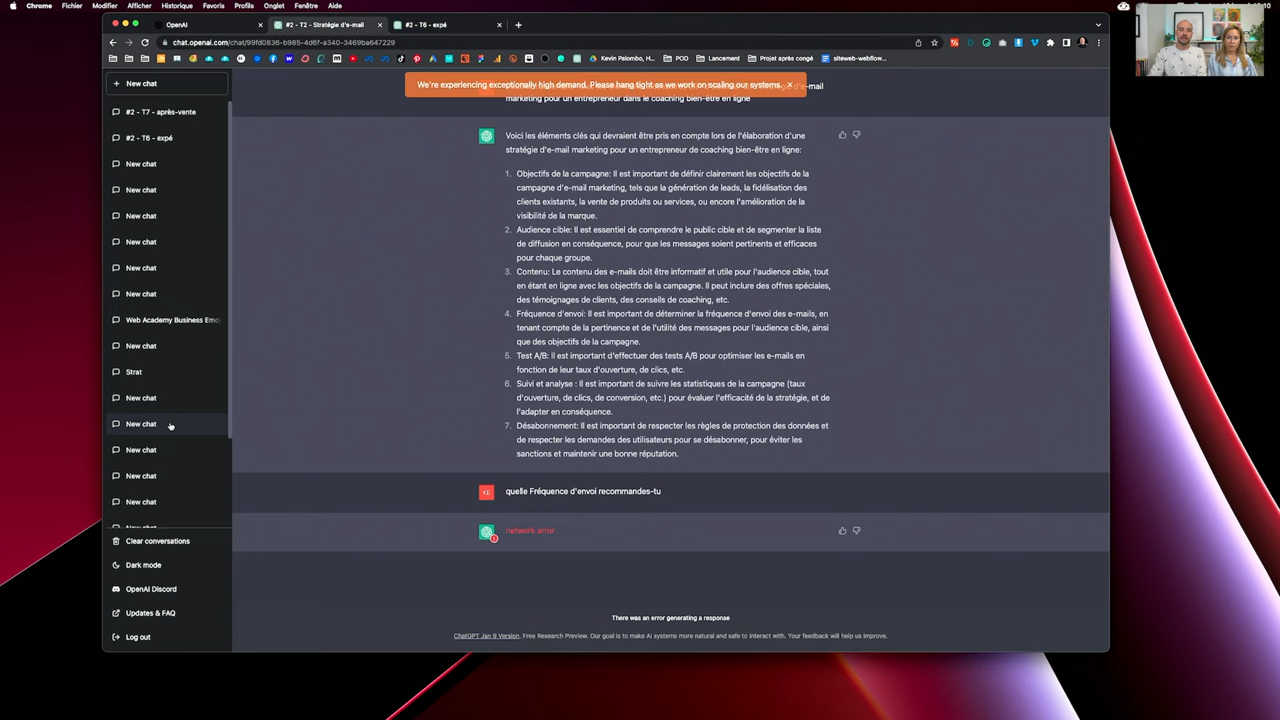 Chrome Fichier Modifier Afficher Historique Favoris Profils Onglet Fenêtre Aide
OpenAI
#2 - T2 - Stratégie d'e-mail
#2 - T6 - expé
chat.openai.com/chat/99fd0836-b985-4d6f-a340-3469ba647229
Kevin Palombo, IMM...
POD
Lancement
Projet après congé
siteweb-webflow...
We're experiencing exceptionally high demand. Please hang tight as we work on scaling our systems.
marketing pour un entrepreneur dans le coaching bien-être en ligne
New chat
#2 - T7 - après-vente
#2 - T6 - expé
New chat
New chat
New chat
New chat
New chat
New chat
Web Academy Business Emo
New chat
Strat
New chat
New chat
New chat
New chat
New chat
New chat
Clear conversations
Dark mode
OpenAI Discord
Updates & FAQ
Log out
Voici les éléments clés qui devraient être pris en compte lors de l'élaboration d'une
stratégie d'e-mail marketing pour un entrepreneur de coaching bien-être en ligne:
1. Objectifs de la campagne: Il est important de définir clairement les objectifs de la
campagne d'e-mail marketing, tels que la génération de leads, la fidélisation des
clients existants, la vente de produits ou services, ou encore l'amélioration de la
visibilité de la marque.
2. Audience cible: Il est essentiel de comprendre le public cible et de segmenter la liste
de diffusion en conséquence, pour que les messages soient pertinents et efficaces
pour chaque groupe.
3. Contenu: Le contenu des e-mails doit être informatif et utile pour l'audience cible, tout
en étant en ligne avec les objectifs de la campagne. Il peut inclure des offres spéciales,
des témoignages de clients, des conseils de coaching, etc.
4. Fréquence d'envoi: Il est important de déterminer la fréquence d'envoi des e-mails, en
tenant compte de la pertinence et de l'utilité des messages pour l'audience cible, ainsi
que des objectifs de la campagne.
5. Test A/B: Il est important d'effectuer des tests A/B pour optimiser les e-mails en
fonction de leur taux d'ouverture, de clics, etc.
6. Suivi et analyse : Il est important de suivre les statistiques de la campagne (taux
d'ouverture, de clics, de conversion, etc.) pour évaluer l'efficacité de la stratégie, et de
l'adapter en conséquence.
7. Désabonnement: Il est important de respecter les règles de protection des données et
de respecter les demandes des utilisateurs pour se désabonner, pour éviter les
sanctions et maintenir une bonne réputation.
KE
quelle Fréquence d'envoi recommandes-tu
network error
There was an error generating a response
ChatGPT Jan 9 Version. Free Research Preview. Our goal is to make AI systems more natural and safe to interact with. Your feedback will help us improve.